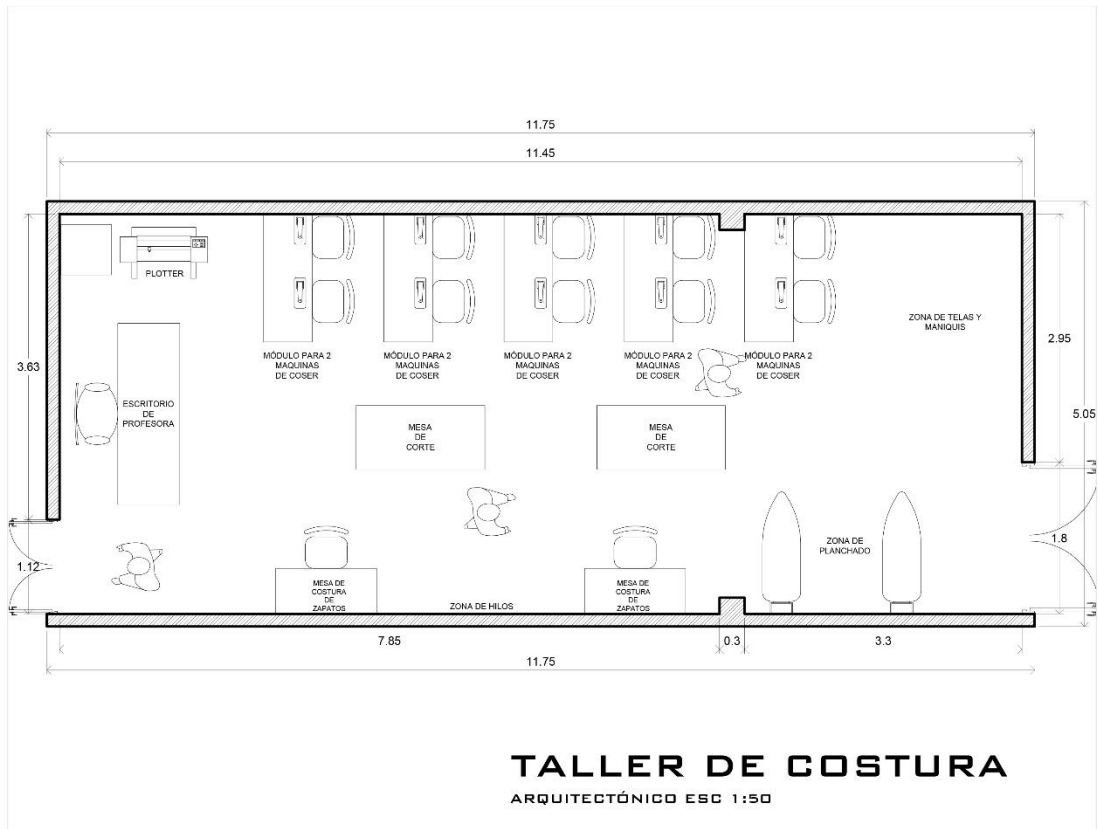 11.75
11.45
PLOTTER
ZONA DE TELAS Y
MANIQUIS
2.95
3.63
MÓDULO PARA 2
MAQUINAS
DE COSER
MÓDULO PARA 2
MAQUINAS
DE COSER
MÓDULO PARA 2
MAQUINAS
DE COSER
MÓDULO PARA 2
MAQUINAS
DE COSER
MÓDULO PARA 2
MAQUINAS
DE COSER
ESCRITORIO
DE
PROFESORA
5.05
MESA
DE
CORTE
MESA
DE
CORTE
1.8
ZONA DE
PLANCHADO
1.12
MESA DE
COSTURA
DE
ZAPATOS
ZONA DE HILOS
MESA DE
COSTURA
DE
ZAPATOS
7.85
0.3
3.3
11.75
TALLER DE COSTURA
ARQUITECTÓNICO ESC 1:50